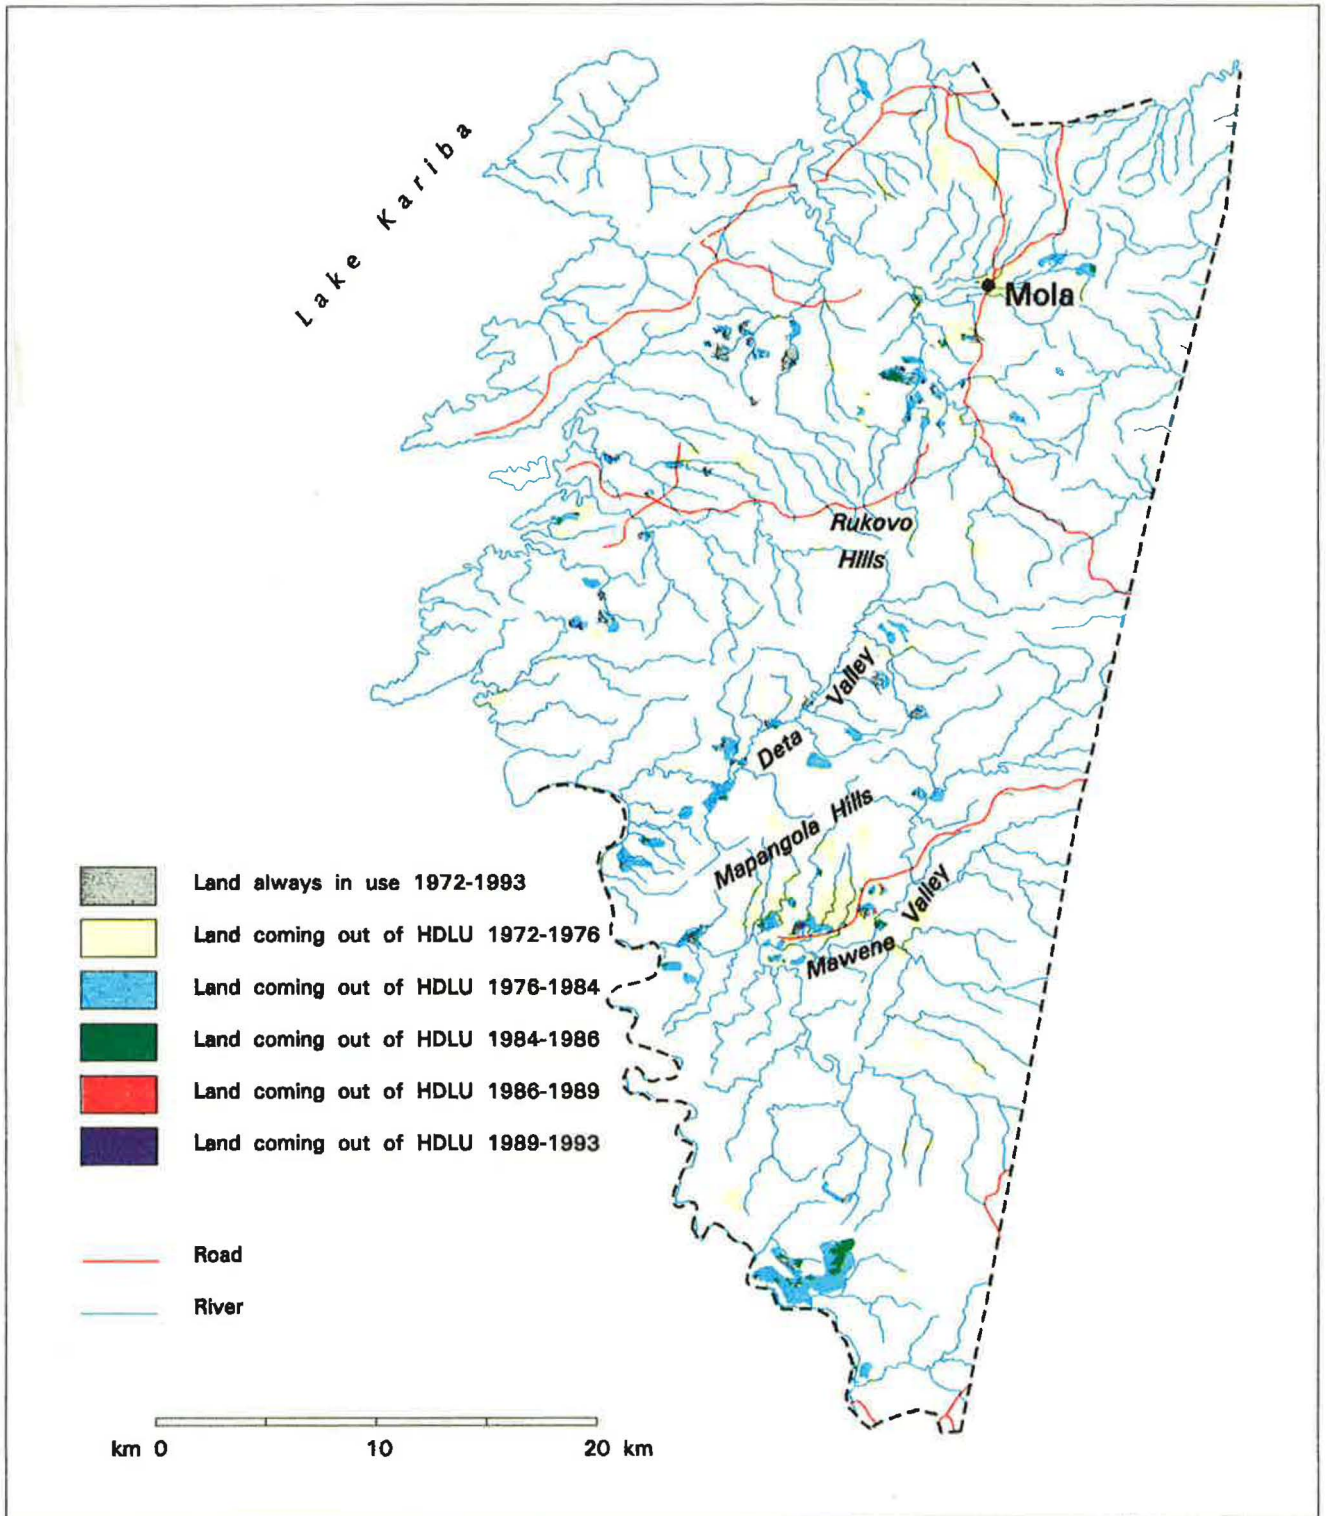 Lake Kariba
Mola
Rukovo
Hills
Deta Valley
Mapangola Hills
Mawene Valley
Land always in use 1972-1993
Land coming out of HDLU 1972-1976
Land coming out of HDLU 1976-1984
Land coming out of HDLU 1984-1986
Land coming out of HDLU 1986-1989
Land coming out of HDLU 1989-1993
Road
River
km 0 10 20 km